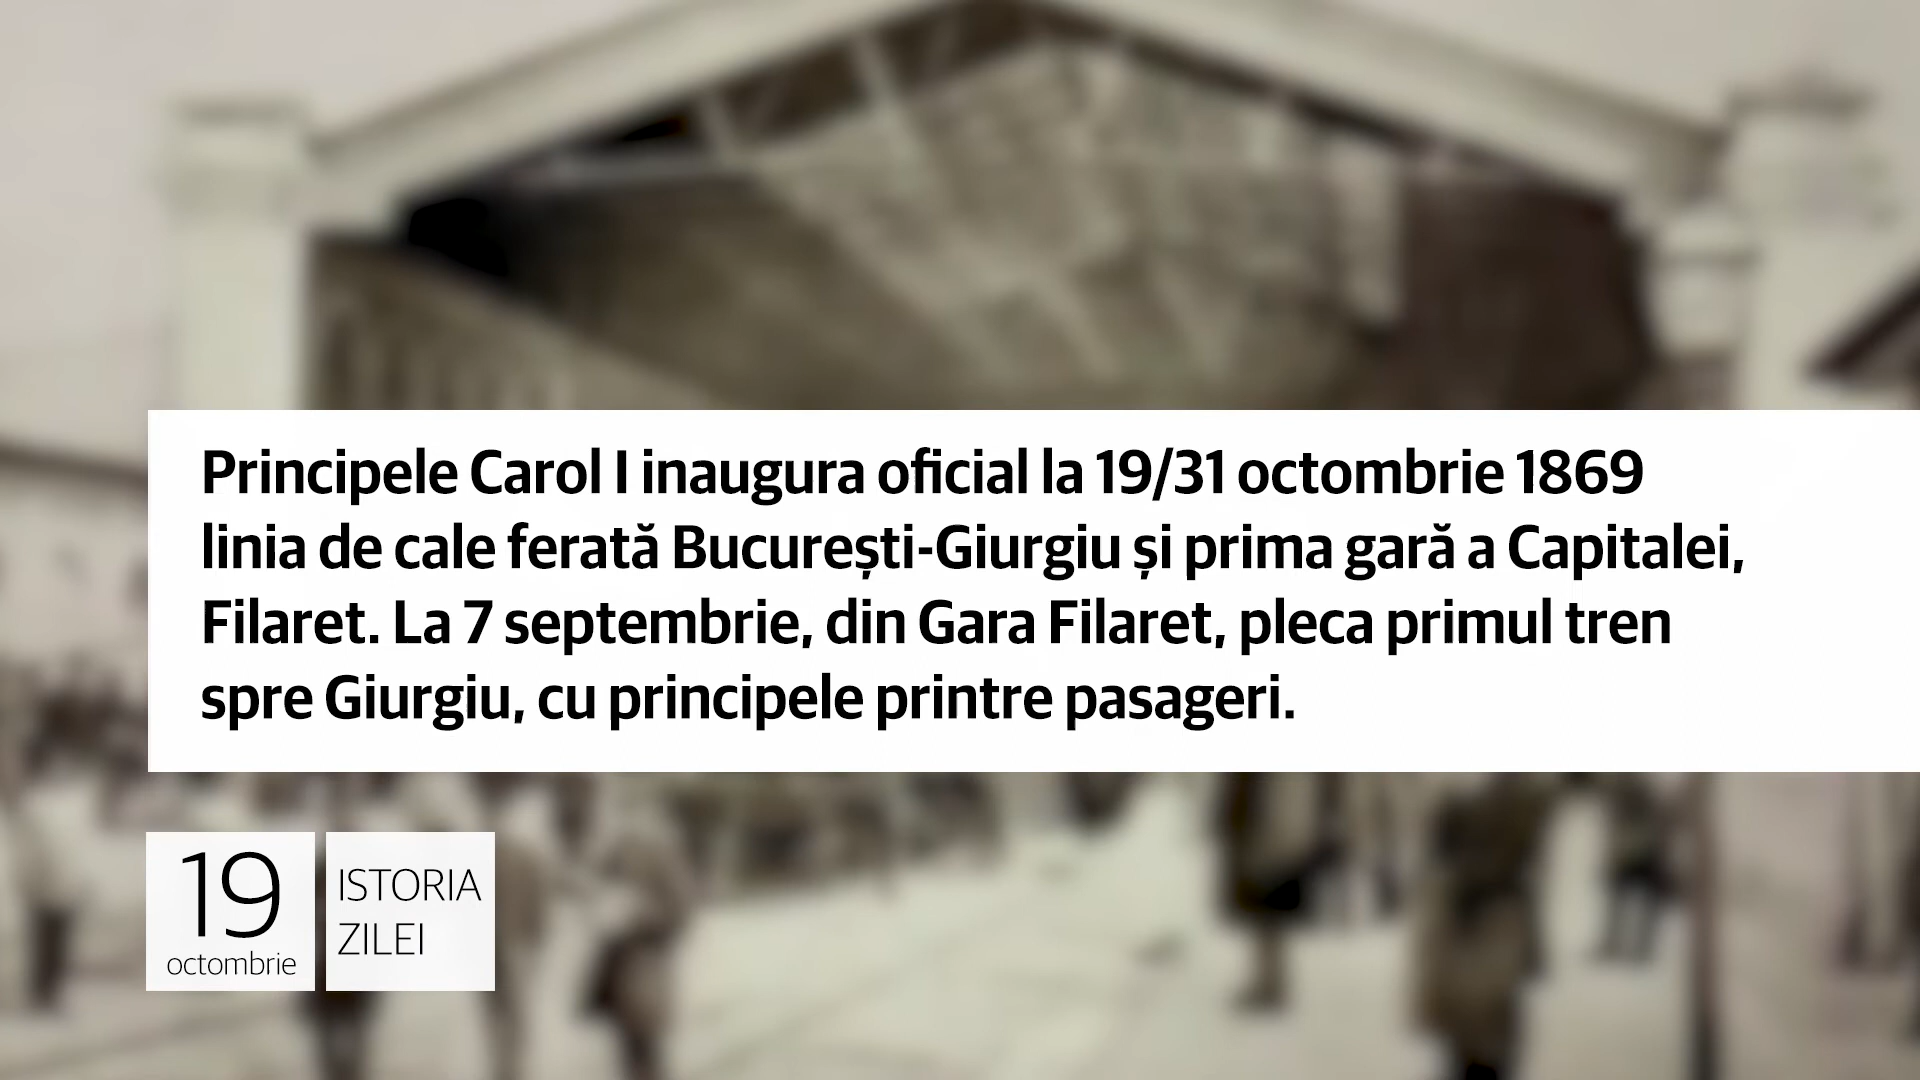 Principele Carol I inaugura oficial la 19/31 octombrie 1869
linia de cale ferată București-Giurgiu și prima gară a Capitalei,
Filaret. La 7 septembrie, din Gara Filaret, pleca primul tren
spre Giurgiu, cu principele printre pasageri.
19
octombrie
ISTORIA
ZILEI